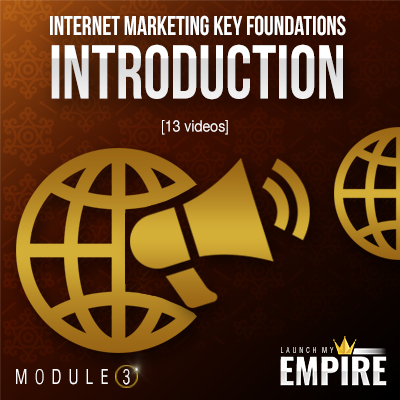 INTERNET MARKETING KEY FOUNDATIONS
INTRODUCTION
[13 videos]
LAUNCH MY
EMPIRE
MODULE 3